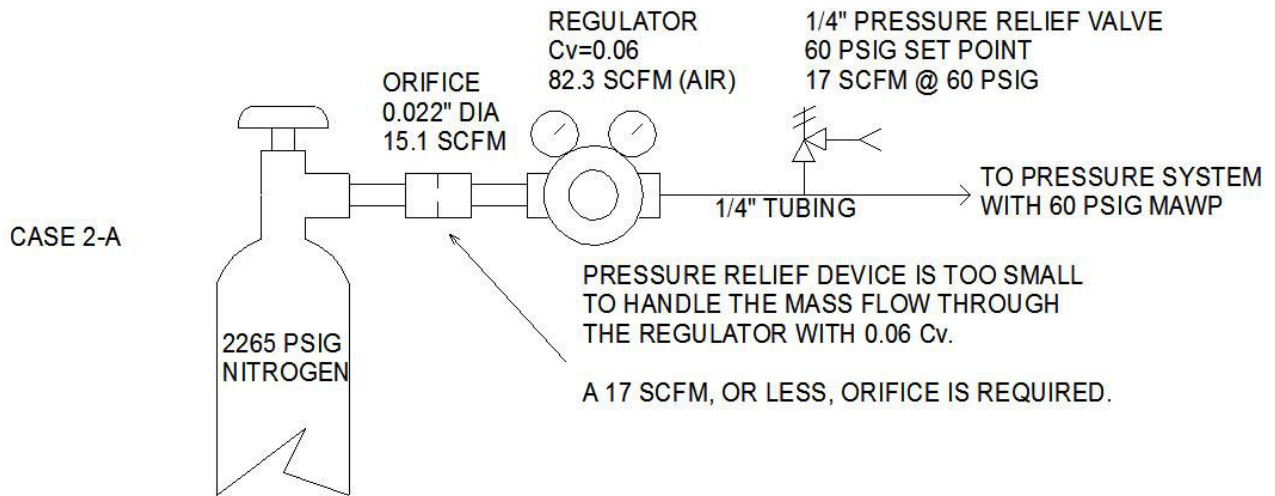 REGULATOR
Cv=0.06
82.3 SCFM (AIR)
1/4" PRESSURE RELIEF VALVE
60 PSIG SET POINT
17 SCFM @ 60 PSIG
ORIFICE
0.022" DIA
15.1 SCFM
TO PRESSURE SYSTEM
WITH 60 PSIG MAWP
1/4" TUBING
CASE 2-A
PRESSURE RELIEF DEVICE IS TOO SMALL
TO HANDLE THE MASS FLOW THROUGH
THE REGULATOR WITH 0.06 Cv.
2265 PSIG
NITROGEN
A 17 SCFM, OR LESS, ORIFICE IS REQUIRED.